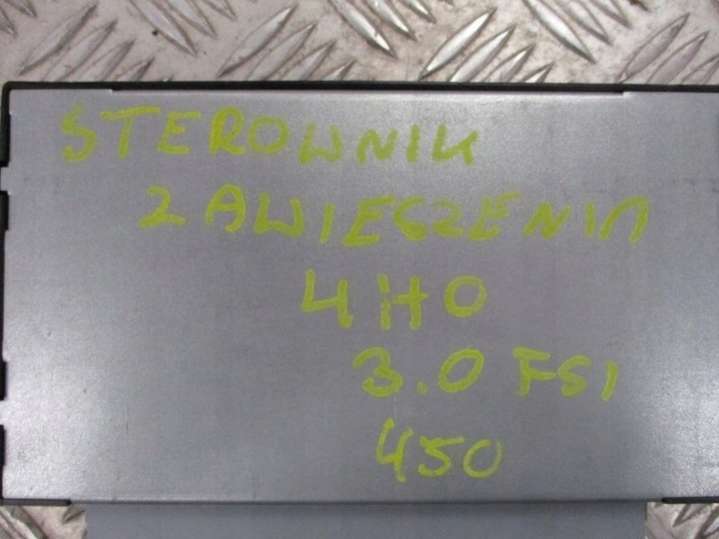 STEROWNIK
ZAWIESZENIA
4H0
3.0 FSI
450